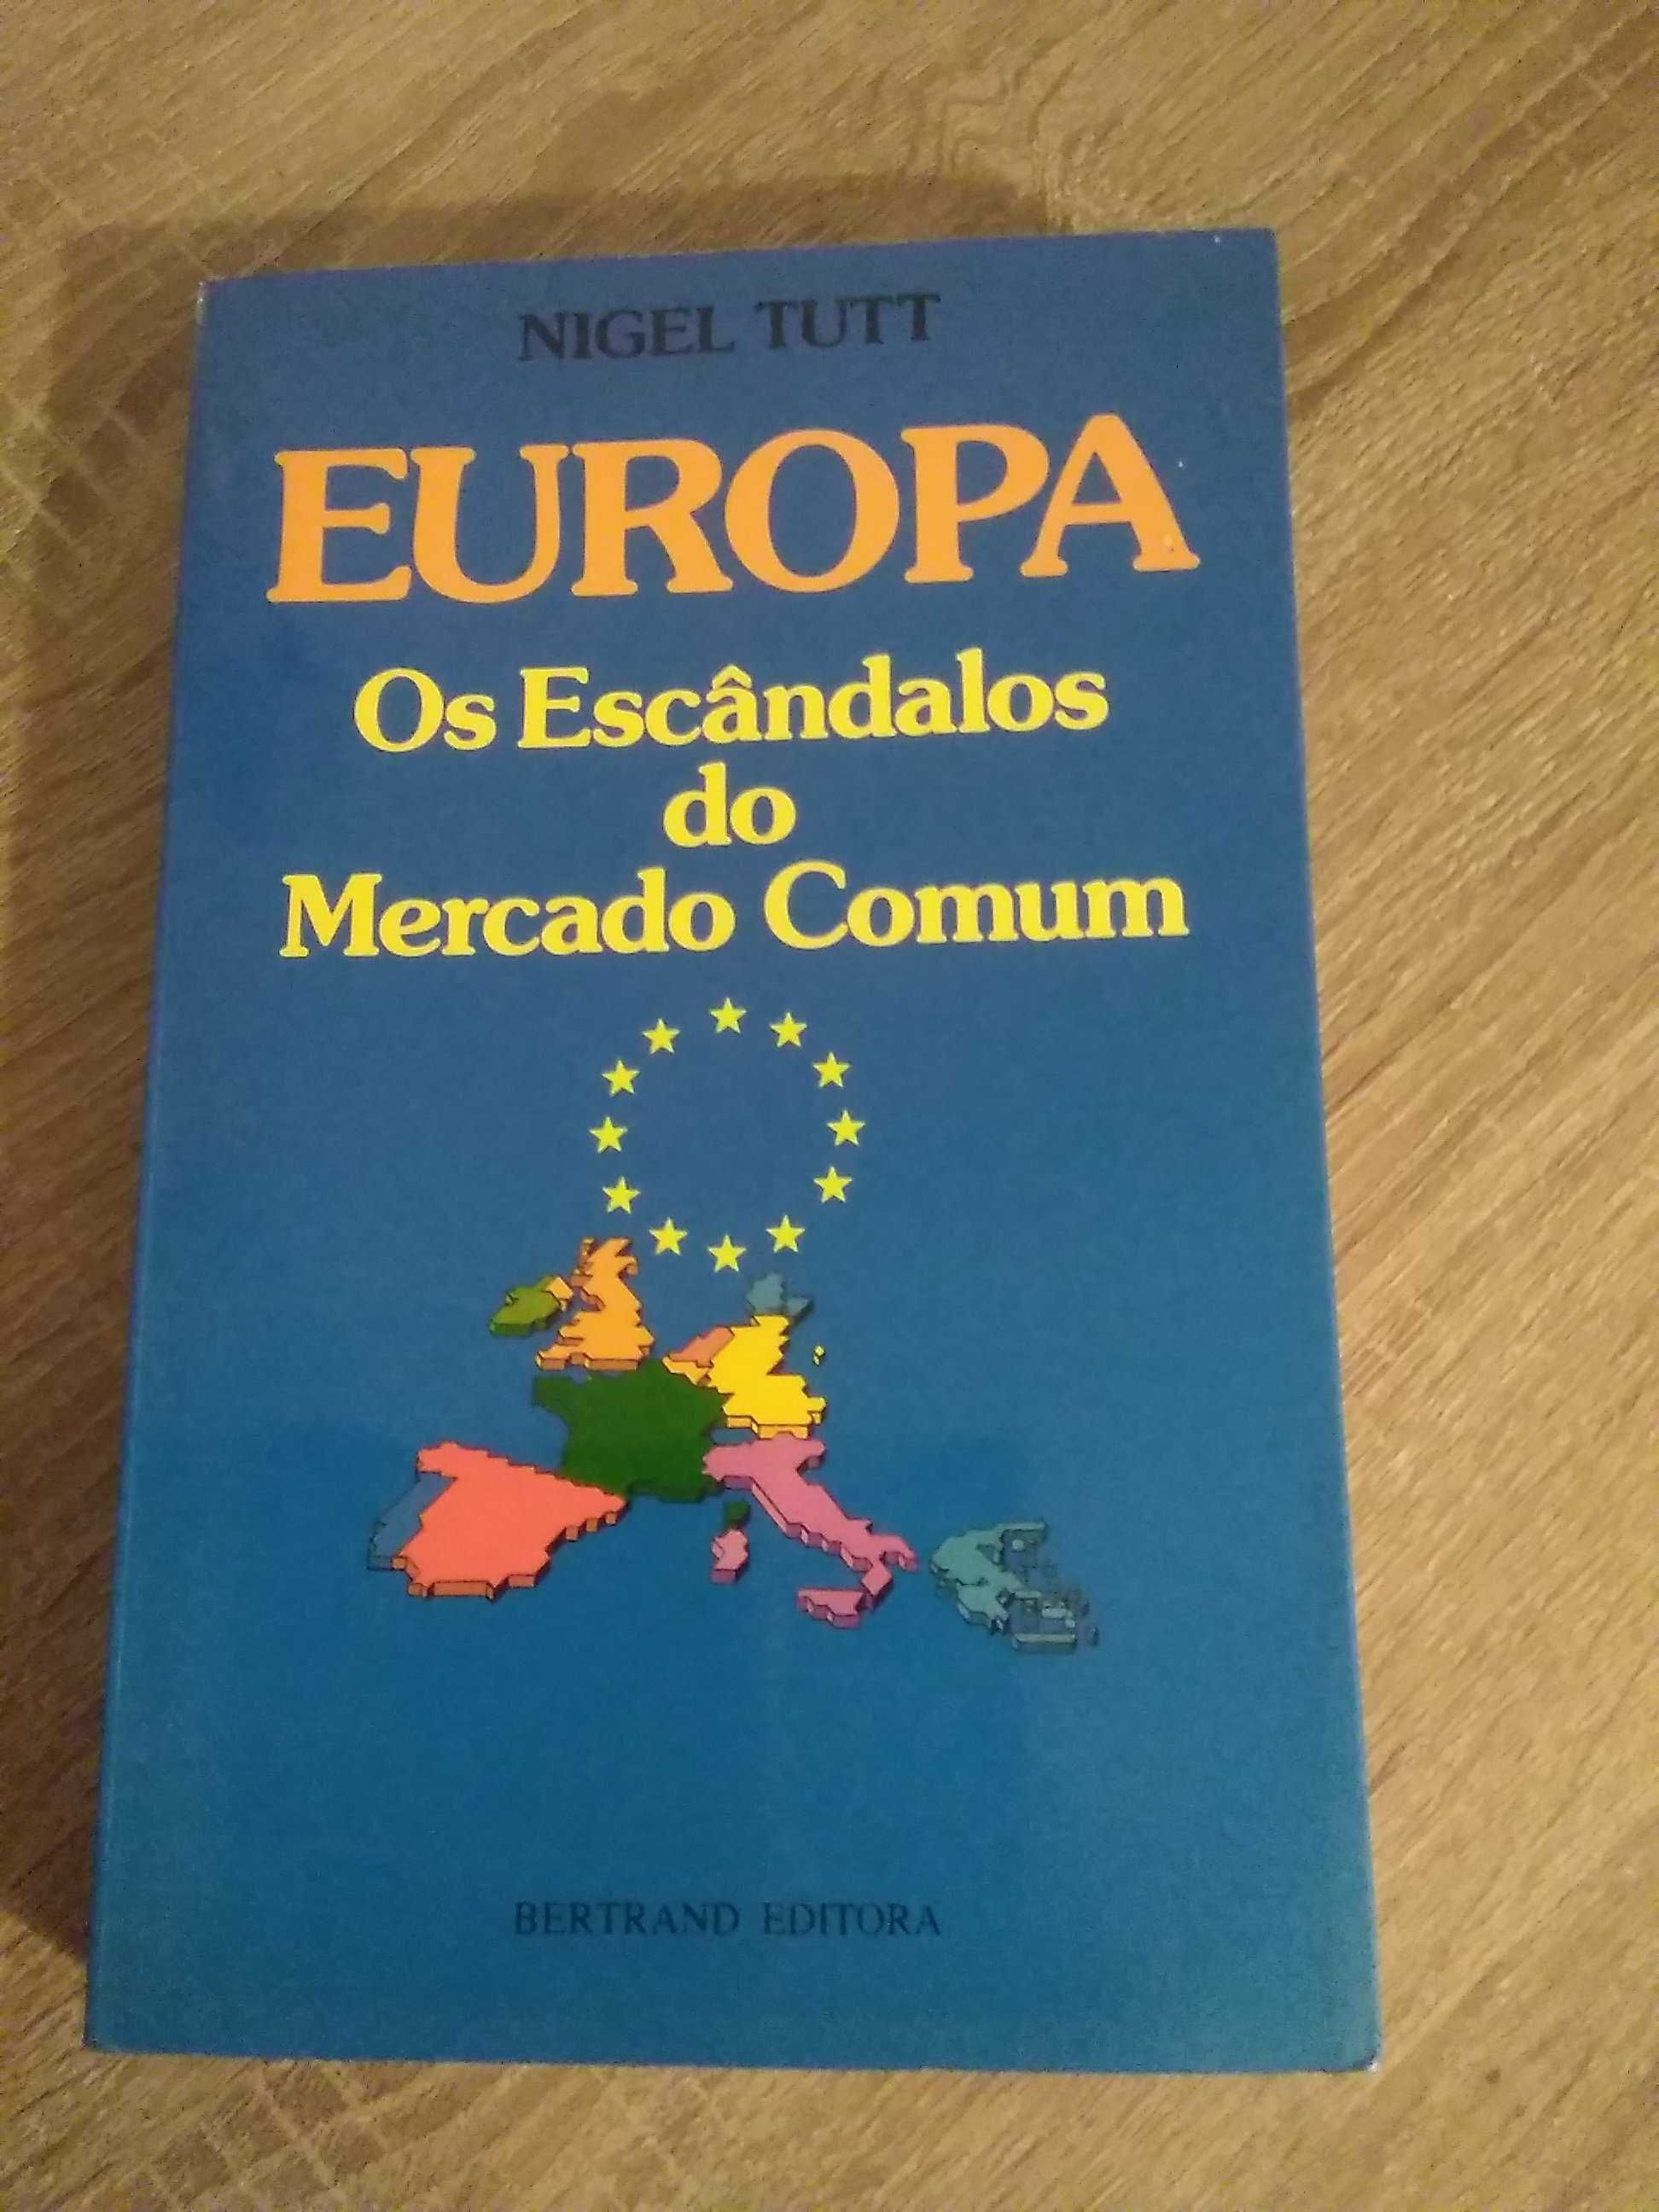 NIGEL TUTT
EUROPA
Os Escândalos
do
Mercado Comum
BERTRAND EDITORA